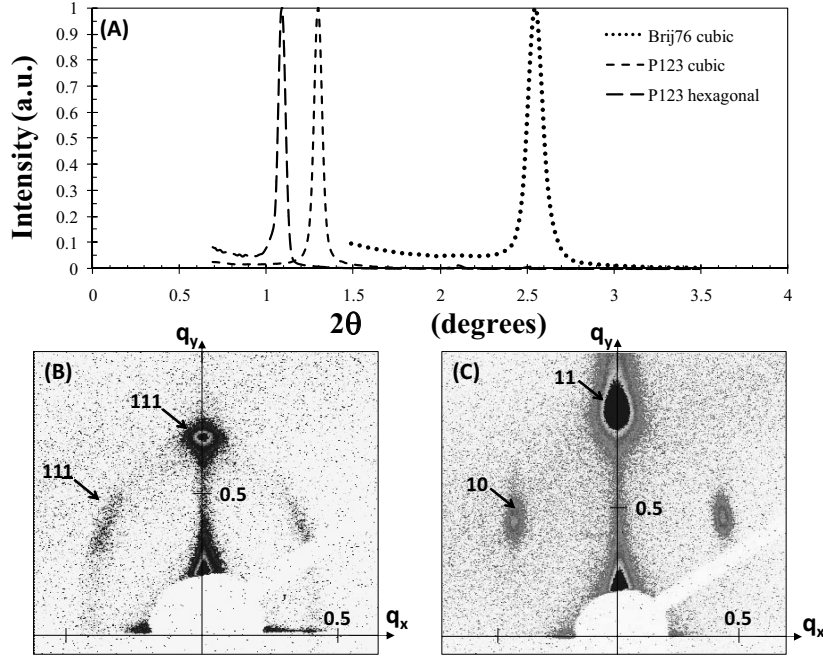 (A)
Intensity (a.u.)
1
0.9
0.8
0.7
0.6
0.5
0.4
0.3
0.2
0.1
0
Brij76 cubic
P123 cubic
P123 hexagonal
0 0.5 1 1.5 2 2.5 3 3.5 4
2θ (degrees)
(B)
qy
111
111
0.5
0.5
qx
(C)
qy
11
10
0.5
0.5
qx